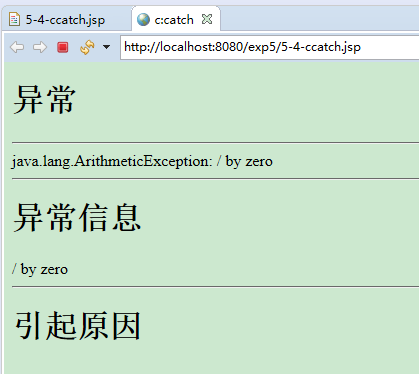 5-4-ccatch.jsp
c:catch
http://localhost:8080/exp5/5-4-ccatch.jsp
异常
java.lang.ArithmeticException: / by zero
异常信息
/ by zero
引起原因